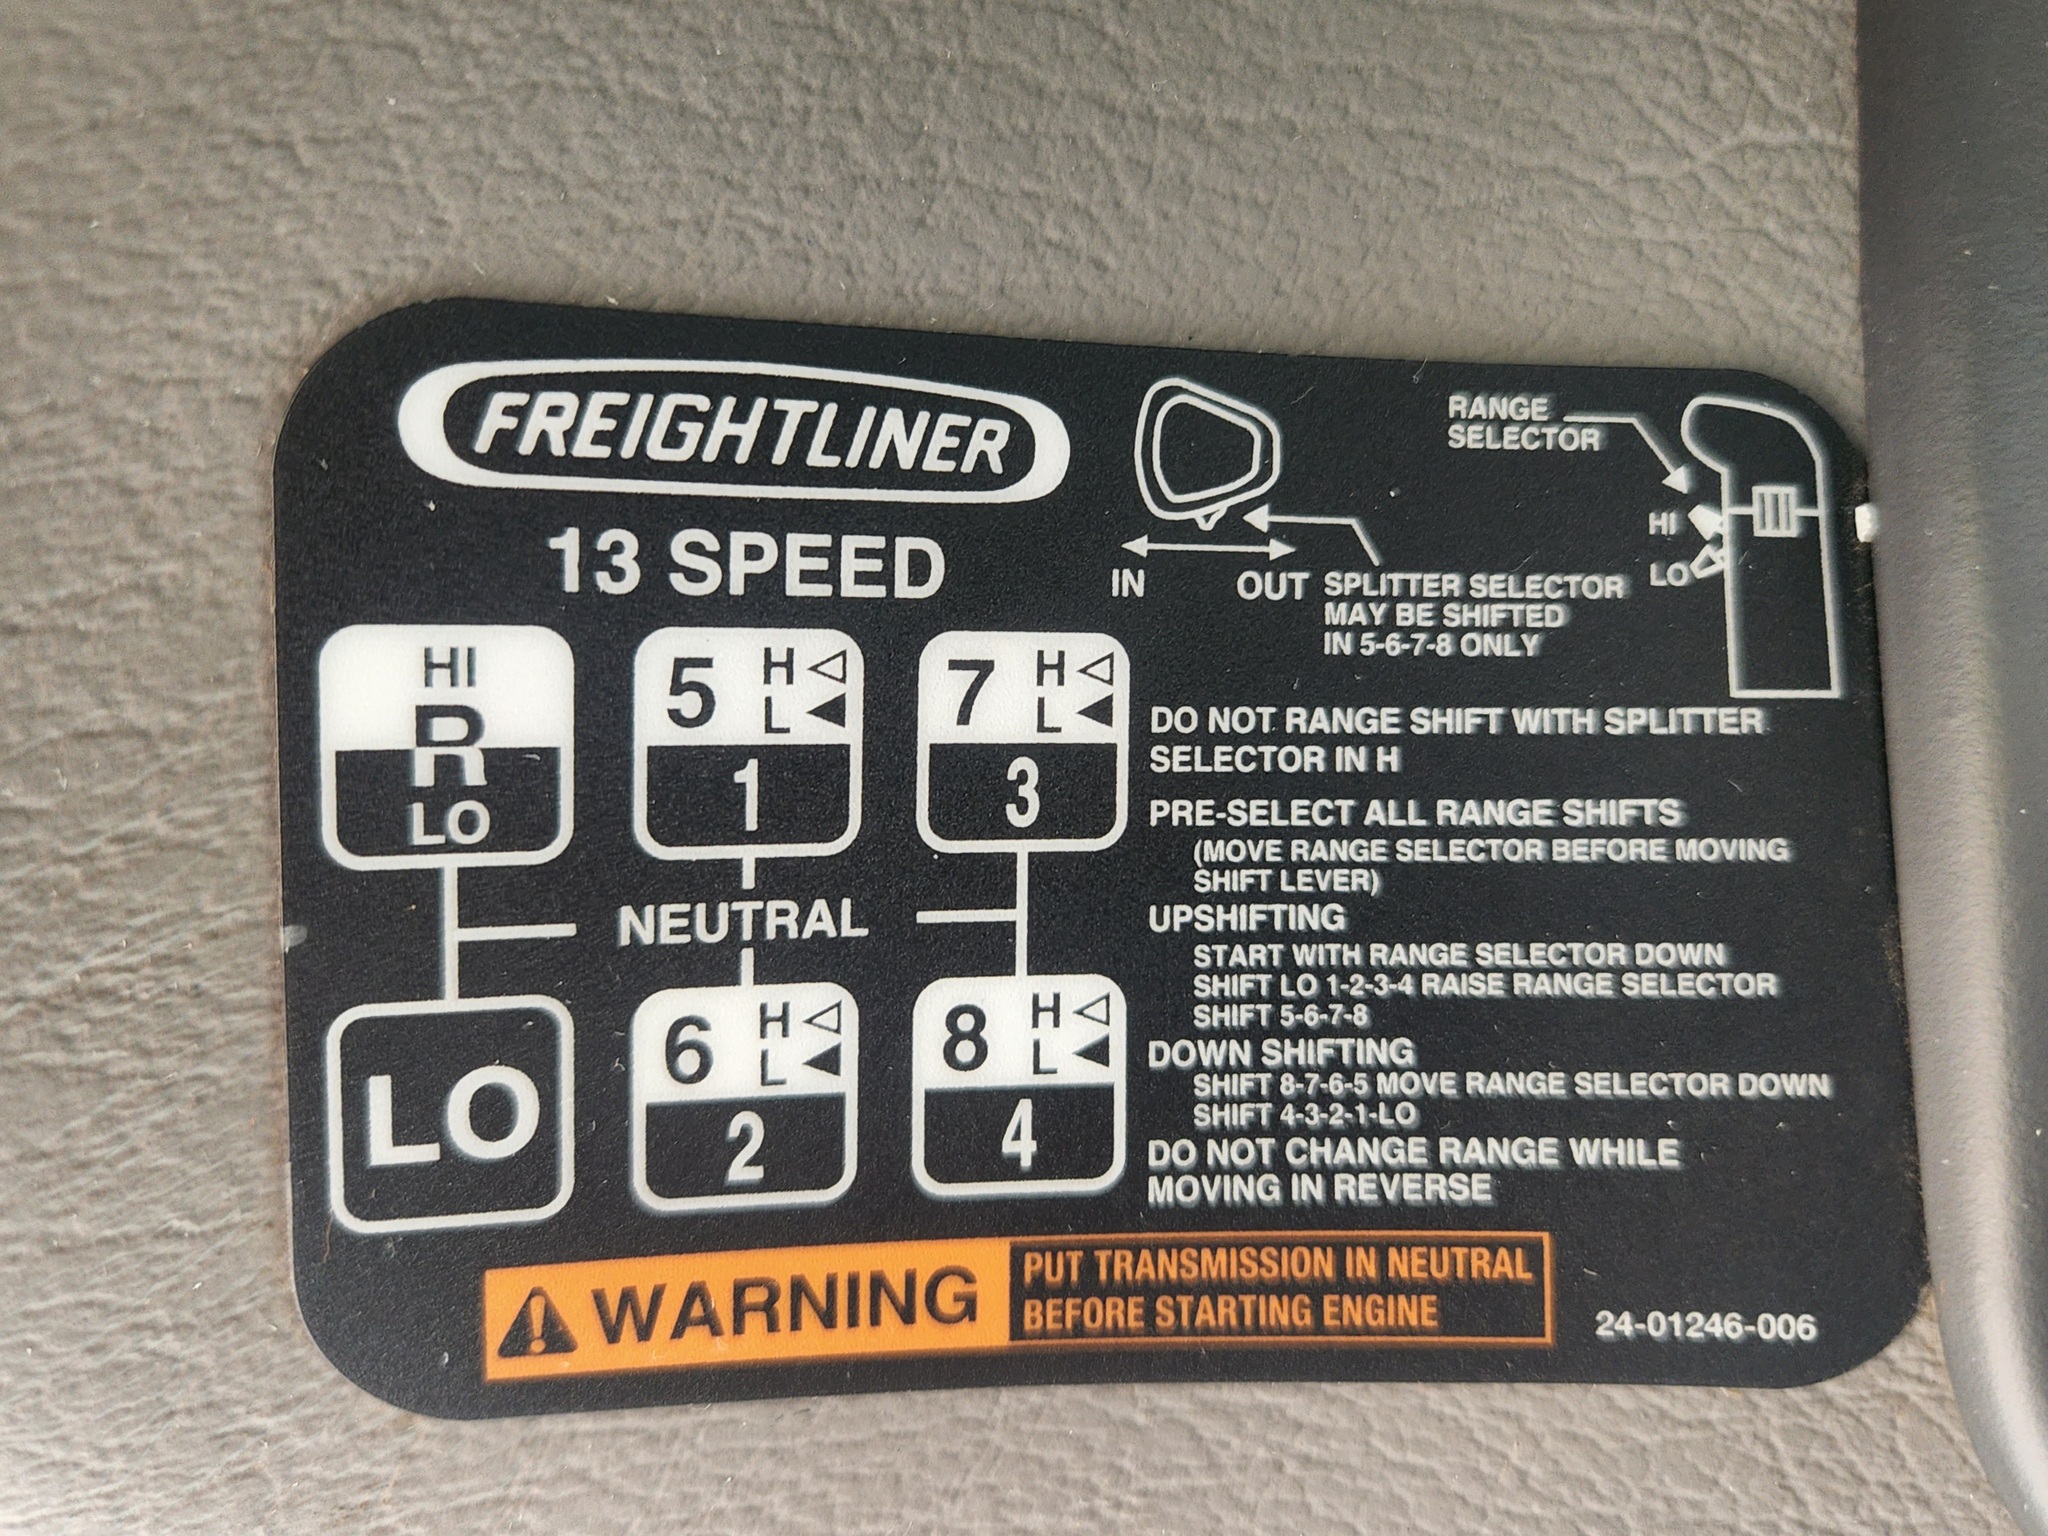 FREIGHTLINER
13 SPEED
HI
R
LO
5 H
L
1
7 H
L
3
NEUTRAL
LO
6 H
L
2
8 H
L
4
IN
OUT
SPLITTER SELECTOR
MAY BE SHIFTED
IN 5-6-7-8 ONLY
RANGE
SELECTOR
HI
LO
DO NOT RANGE SHIFT WITH SPLITTER
SELECTOR IN H
PRE-SELECT ALL RANGE SHIFTS
(MOVE RANGE SELECTOR BEFORE MOVING
SHIFT LEVER)
UPSHIFTING
START WITH RANGE SELECTOR DOWN
SHIFT LO 1-2-3-4 RAISE RANGE SELECTOR
SHIFT 5-6-7-8
DOWN SHIFTING
SHIFT 8-7-6-5 MOVE RANGE SELECTOR DOWN
SHIFT 4-3-2-1-LO
DO NOT CHANGE RANGE WHILE
MOVING IN REVERSE
WARNING
PUT TRANSMISSION IN NEUTRAL
BEFORE STARTING ENGINE
24-01246-006